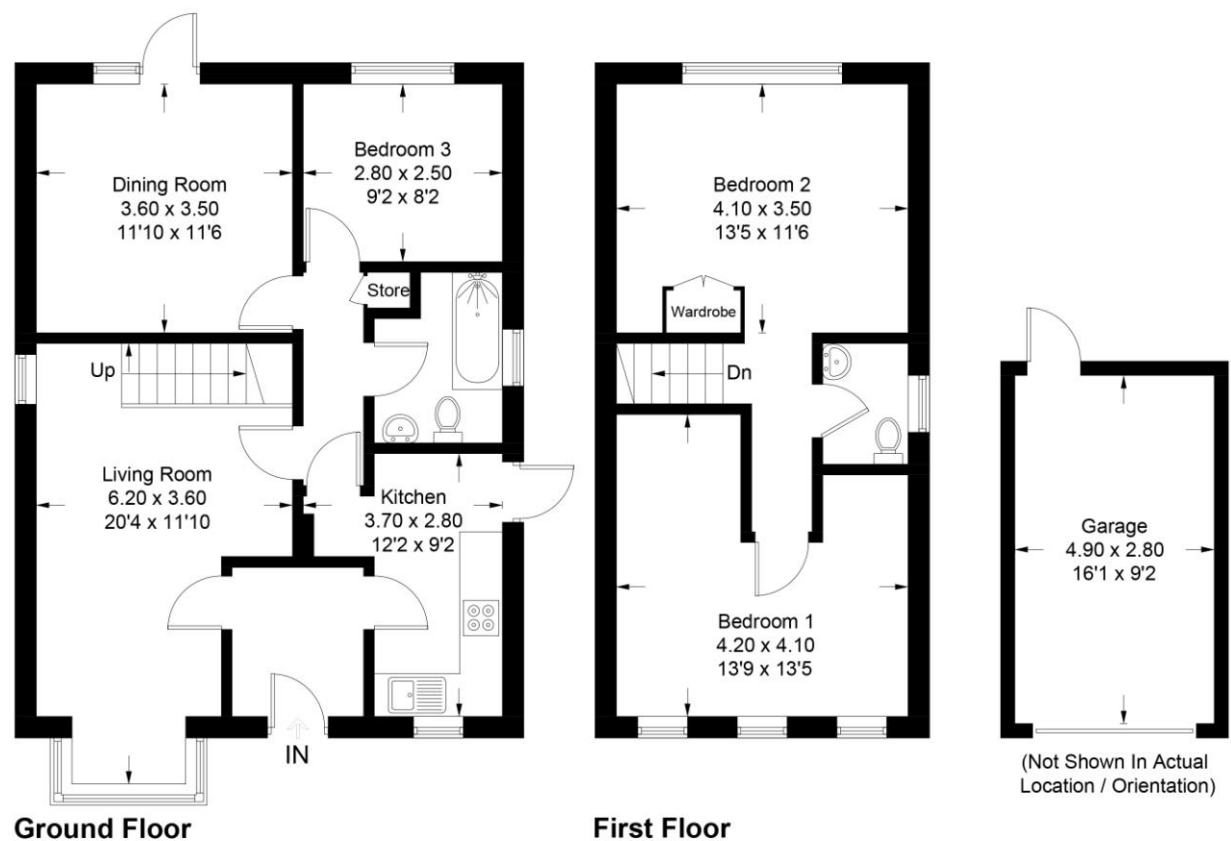 Dining Room
3.60 x 3.50
11'10 x 11'6
Bedroom 3
2.80 x 2.50
9'2 x 8'2
Store
Up
Living Room
6.20 x 3.60
20'4 x 11'10
Kitchen
3.70 x 2.80
12'2 x 9'2
IN
Ground Floor
Bedroom 2
4.10 x 3.50
13'5 x 11'6
Wardrobe
Dn
Bedroom 1
4.20 x 4.10
13'9 x 13'5
First Floor
Garage
4.90 x 2.80
16'1 x 9'2
(Not Shown In Actual
Location / Orientation)